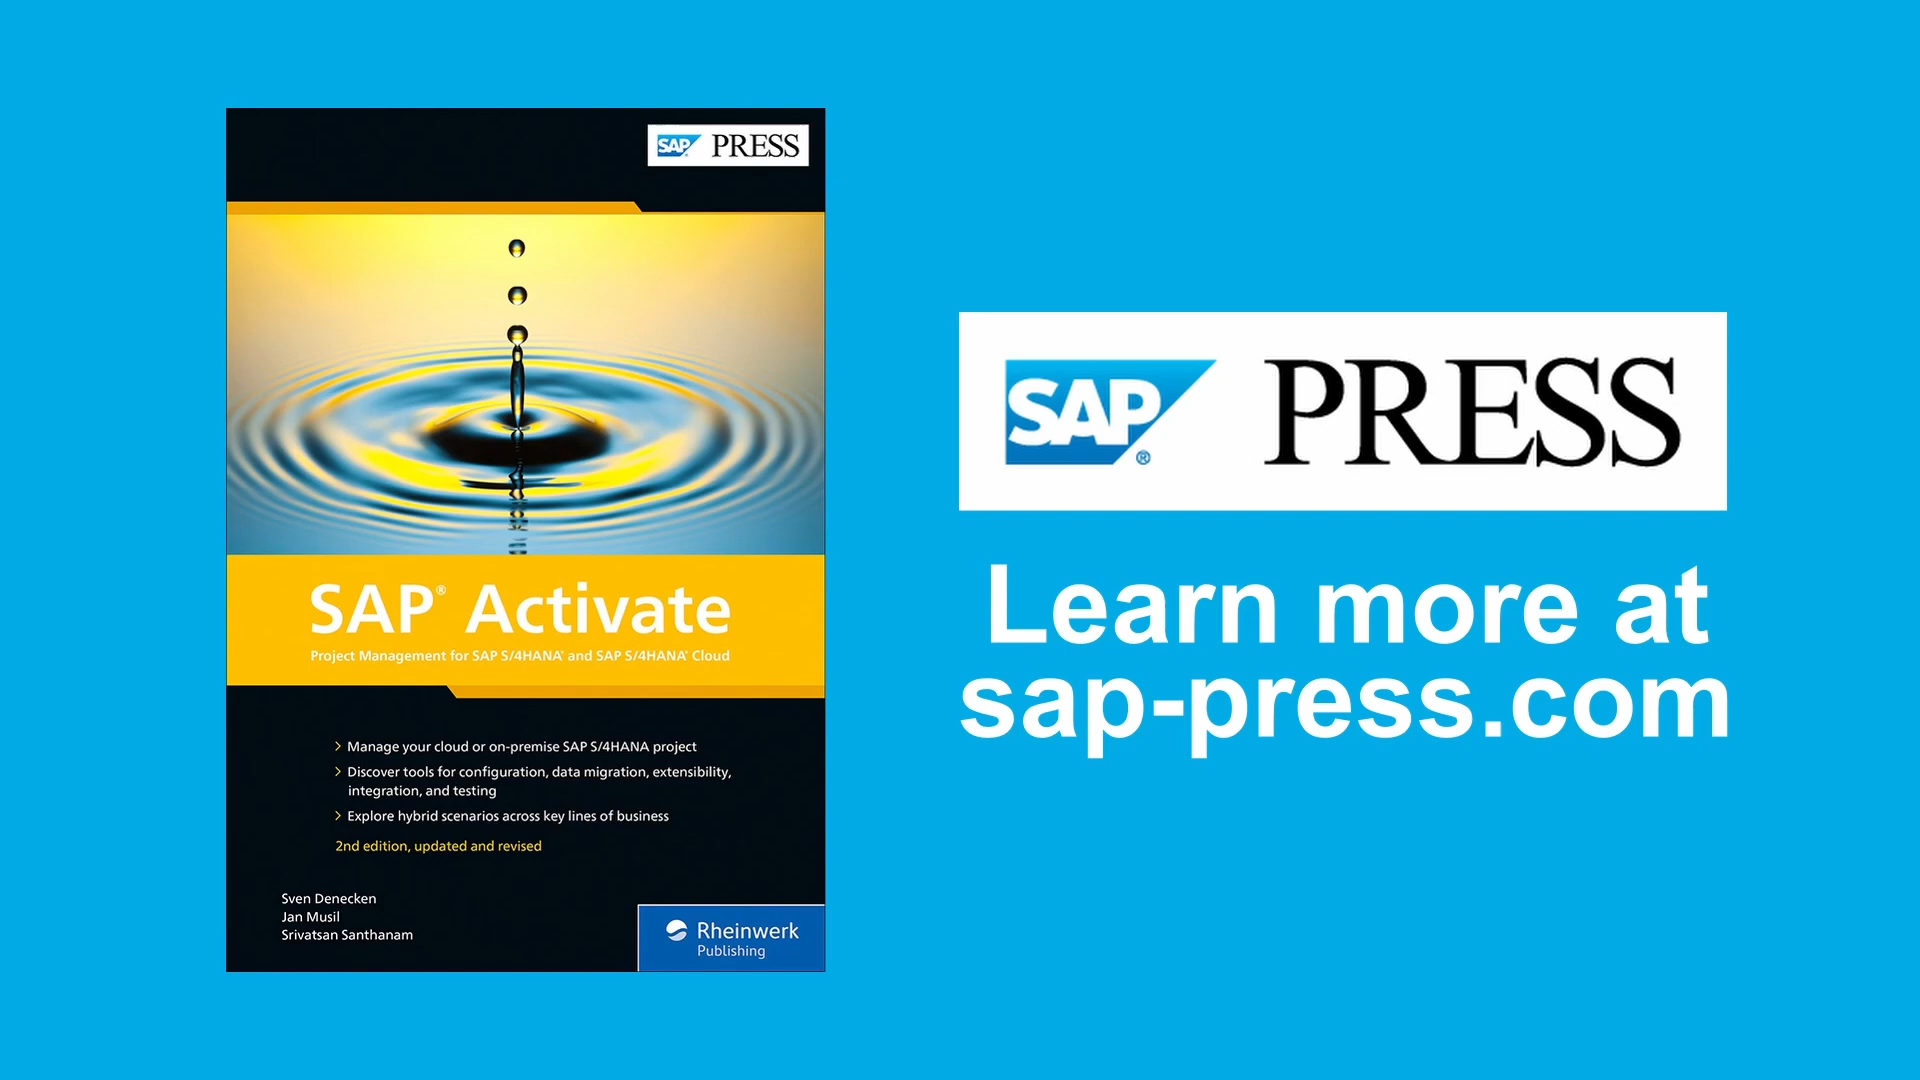 SAP PRESS
SAP® Activate
Project Management for SAP S/4HANA® and SAP S/4HANA® Cloud
> Manage your cloud or on-premise SAP S/4HANA project
> Discover tools for configuration, data migration, extensibility,
integration, and testing
> Explore hybrid scenarios across key lines of business
2nd edition, updated and revised
Sven Denecken
Jan Musil
Srivatsan Santhanam
Rheinwerk
Publishing
SAP® PRESS
Learn more at
sap-press.com